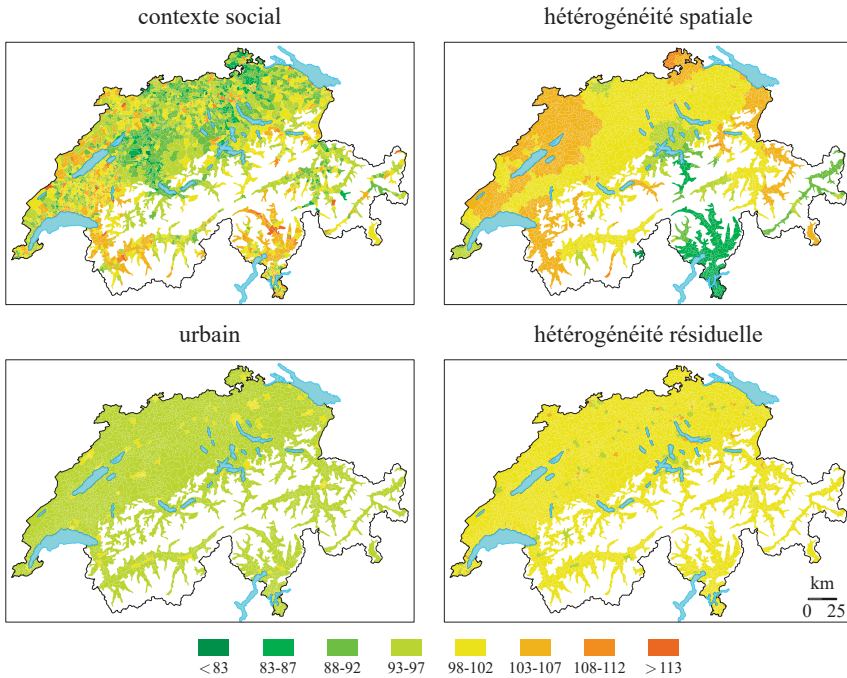 contexte social
hétérogénéité spatiale
urbain
hétérogénéité résiduelle
km
0 25
<83 83-87 88-92 93-97 98-102 103-107 108-112 >113